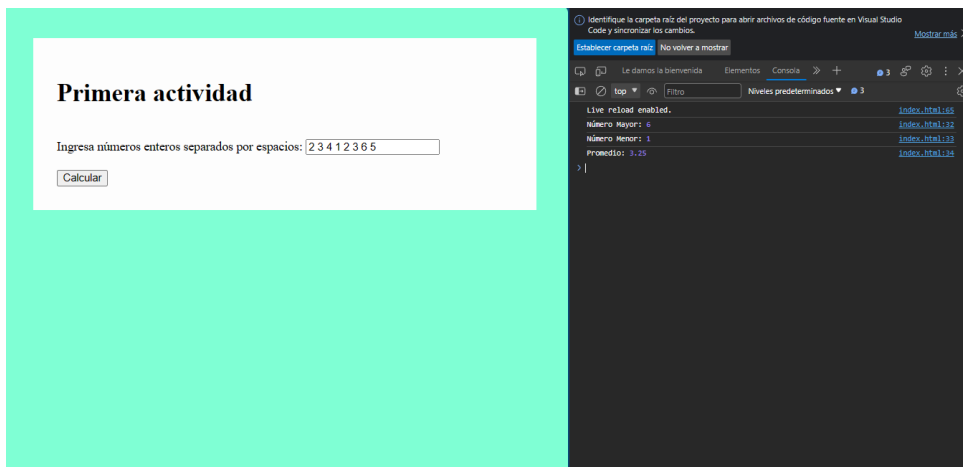 Primera actividad
Ingresa números enteros separados por espacios: 2 3 4 1 2 3 6 5
Calcular
Identifique la carpeta raíz del proyecto para abrir archivos de código fuente en Visual Studio
Code y sincronizar los cambios.
Mostrar más
Establecer carpeta raíz No volver a mostrar
Le damos la bienvenida Elementos Consola 3
top Filtro Niveles predeterminados 3
Live reload enabled. index.html:65
Número Mayor: 6 index.html:32
Número Menor: 1 index.html:33
Promedio: 3.25 index.html:34